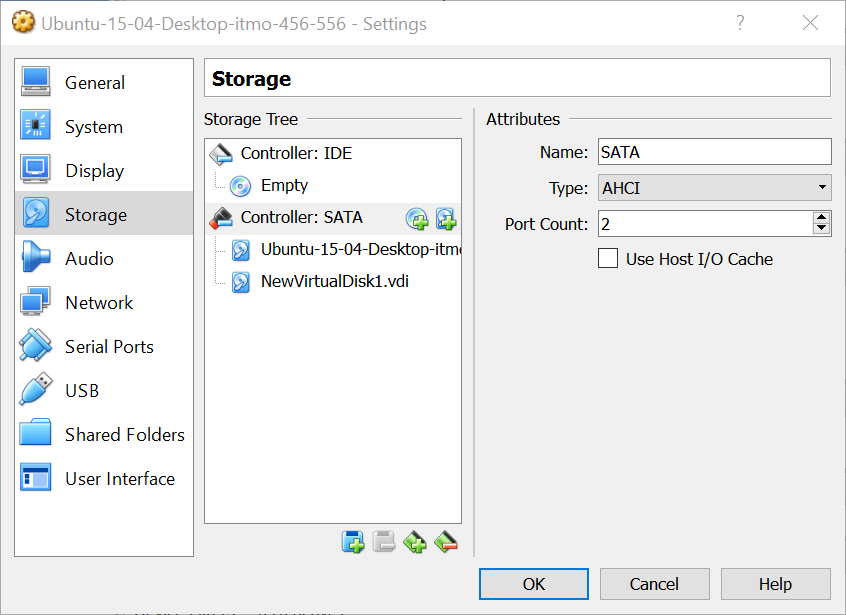 Ubuntu-15-04-Desktop-itmo-456-556 - Settings
?
General
System
Display
Storage
Audio
Network
Serial Ports
USB
Shared Folders
User Interface
Storage
Storage Tree
Controller: IDE
Empty
Controller: SATA
Ubuntu-15-04-Desktop-itmo
NewVirtualDisk1.vdi
Attributes
Name: SATA
Type: AHCI
Port Count: 2
Use Host I/O Cache
OK Cancel Help